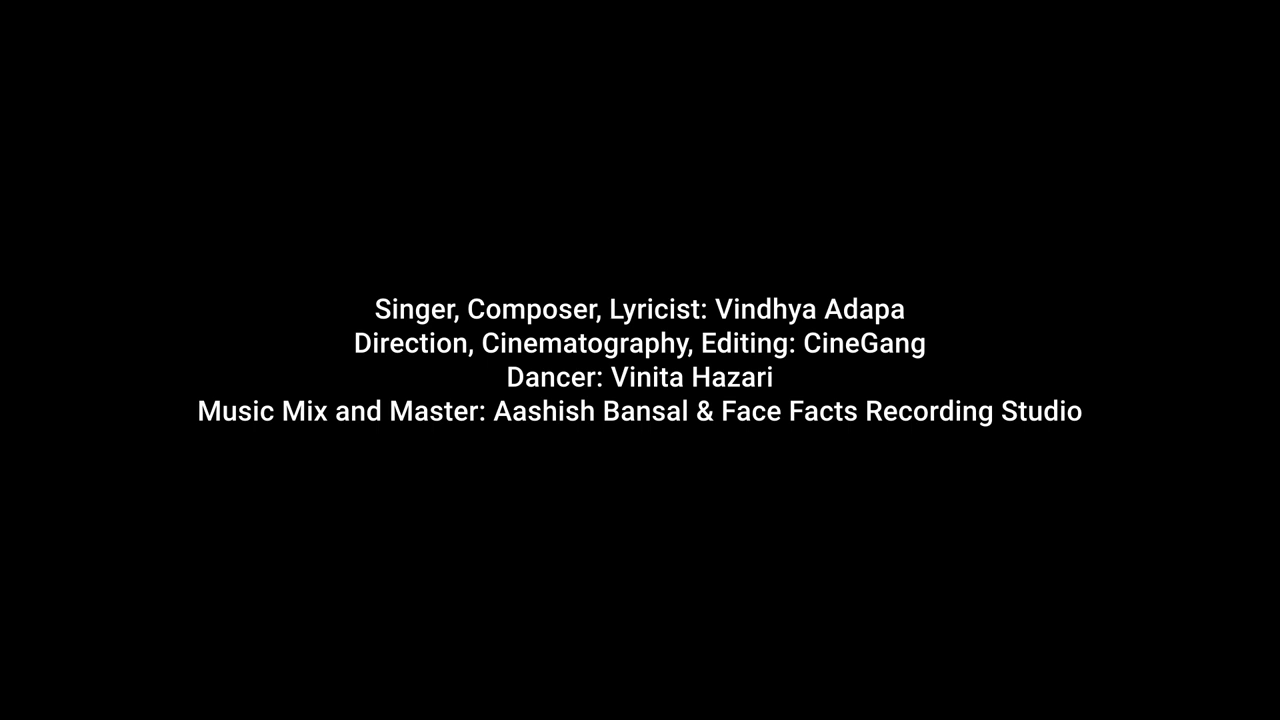 Singer, Composer, Lyricist: Vindhya Adapa
Direction, Cinematography, Editing: CineGang
Dancer: Vinita Hazari
Music Mix and Master: Aashish Bansal & Face Facts Recording Studio